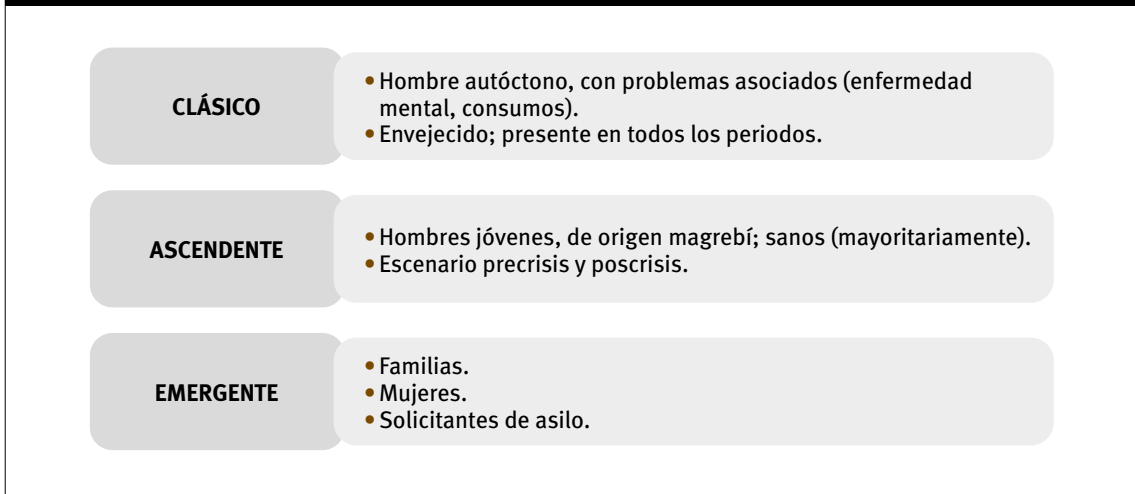 CLÁSICO
• Hombre autóctono, con problemas asociados (enfermedad
mental, consumos).
• Envejecido; presente en todos los periodos.
ASCENDENTE
• Hombres jóvenes, de origen magrebí; sanos (mayoritariamente).
• Escenario precrisis y poscrisis.
EMERGENTE
• Familias.
• Mujeres.
• Solicitantes de asilo.